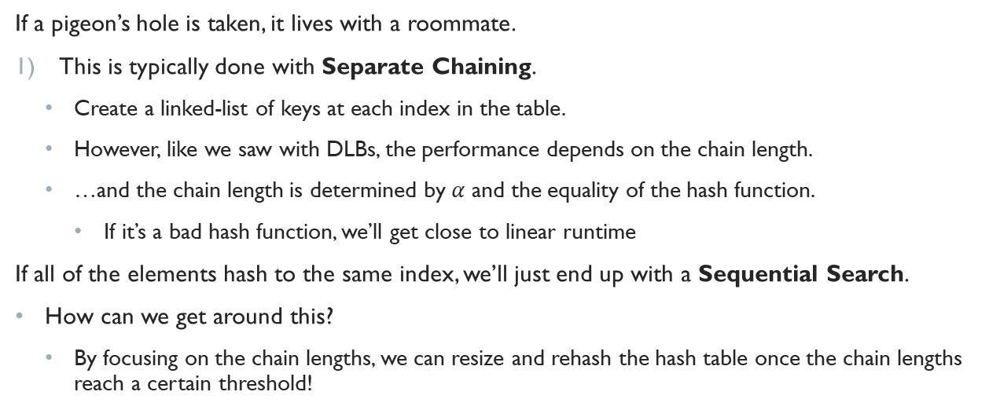 If a pigeon's hole is taken, it lives with a roommate.
1) This is typically done with Separate Chaining.
• Create a linked-list of keys at each index in the table.
• However, like we saw with DLBs, the performance depends on the chain length.
• …and the chain length is determined by α and the equality of the hash function.
• If it's a bad hash function, we'll get close to linear runtime
If all of the elements hash to the same index, we'll just end up with a Sequential Search.
• How can we get around this?
• By focusing on the chain lengths, we can resize and rehash the hash table once the chain lengths
reach a certain threshold!